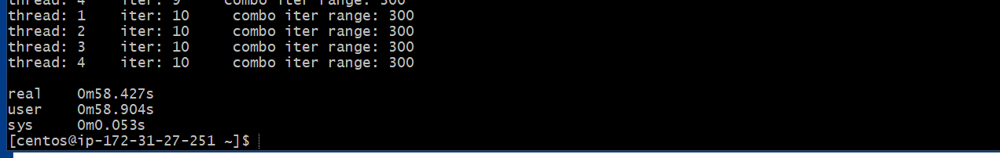 thread: 4    iter: 9     combo iter range: 300
thread: 1    iter: 10     combo iter range: 300
thread: 2    iter: 10     combo iter range: 300
thread: 3    iter: 10     combo iter range: 300
thread: 4    iter: 10     combo iter range: 300
real    0m58.427s
user    0m58.904s
sys     0m0.053s
[centos@ip-172-31-27-251 ~]$